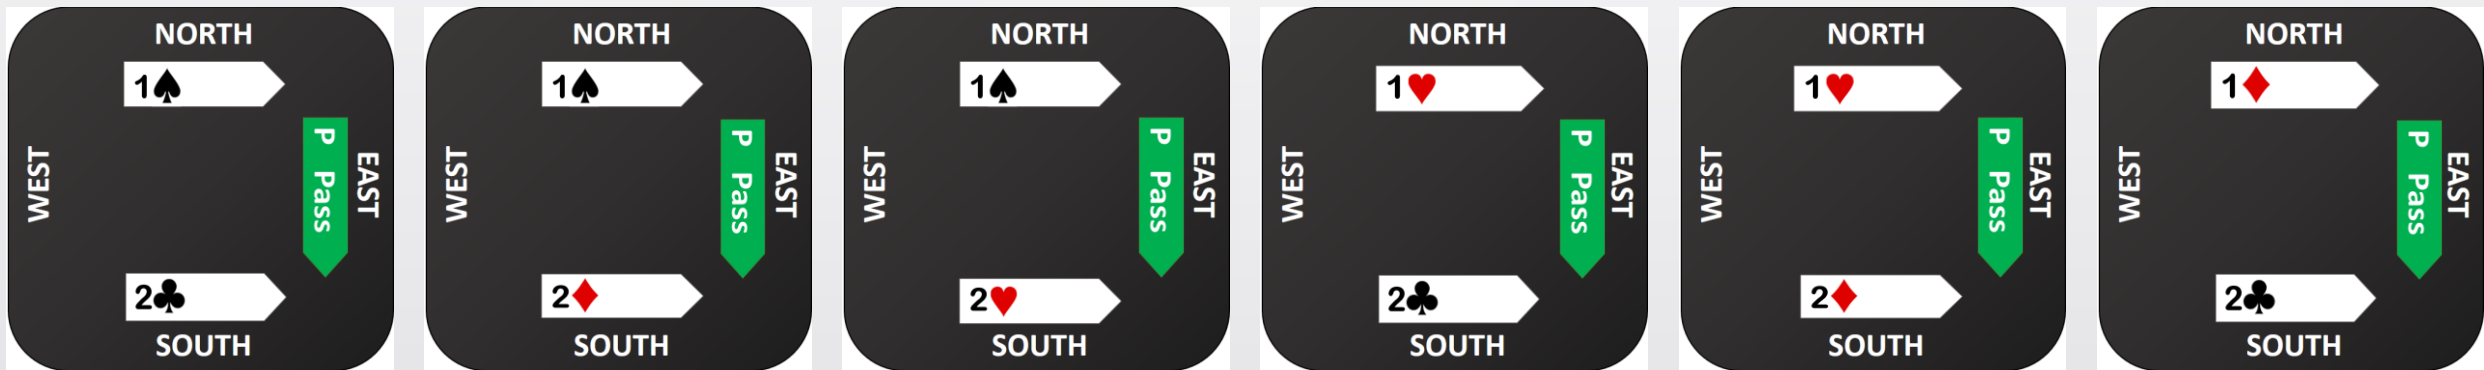 NORTH
1♠
WEST
P Pass
EAST
2♣
SOUTH
NORTH
1♠
WEST
P Pass
EAST
2♦
SOUTH
NORTH
1♠
WEST
P Pass
EAST
2♥
SOUTH
NORTH
1♥
WEST
P Pass
EAST
2♣
SOUTH
NORTH
1♥
WEST
P Pass
EAST
2♦
SOUTH
NORTH
1♦
WEST
P Pass
EAST
2♣
SOUTH